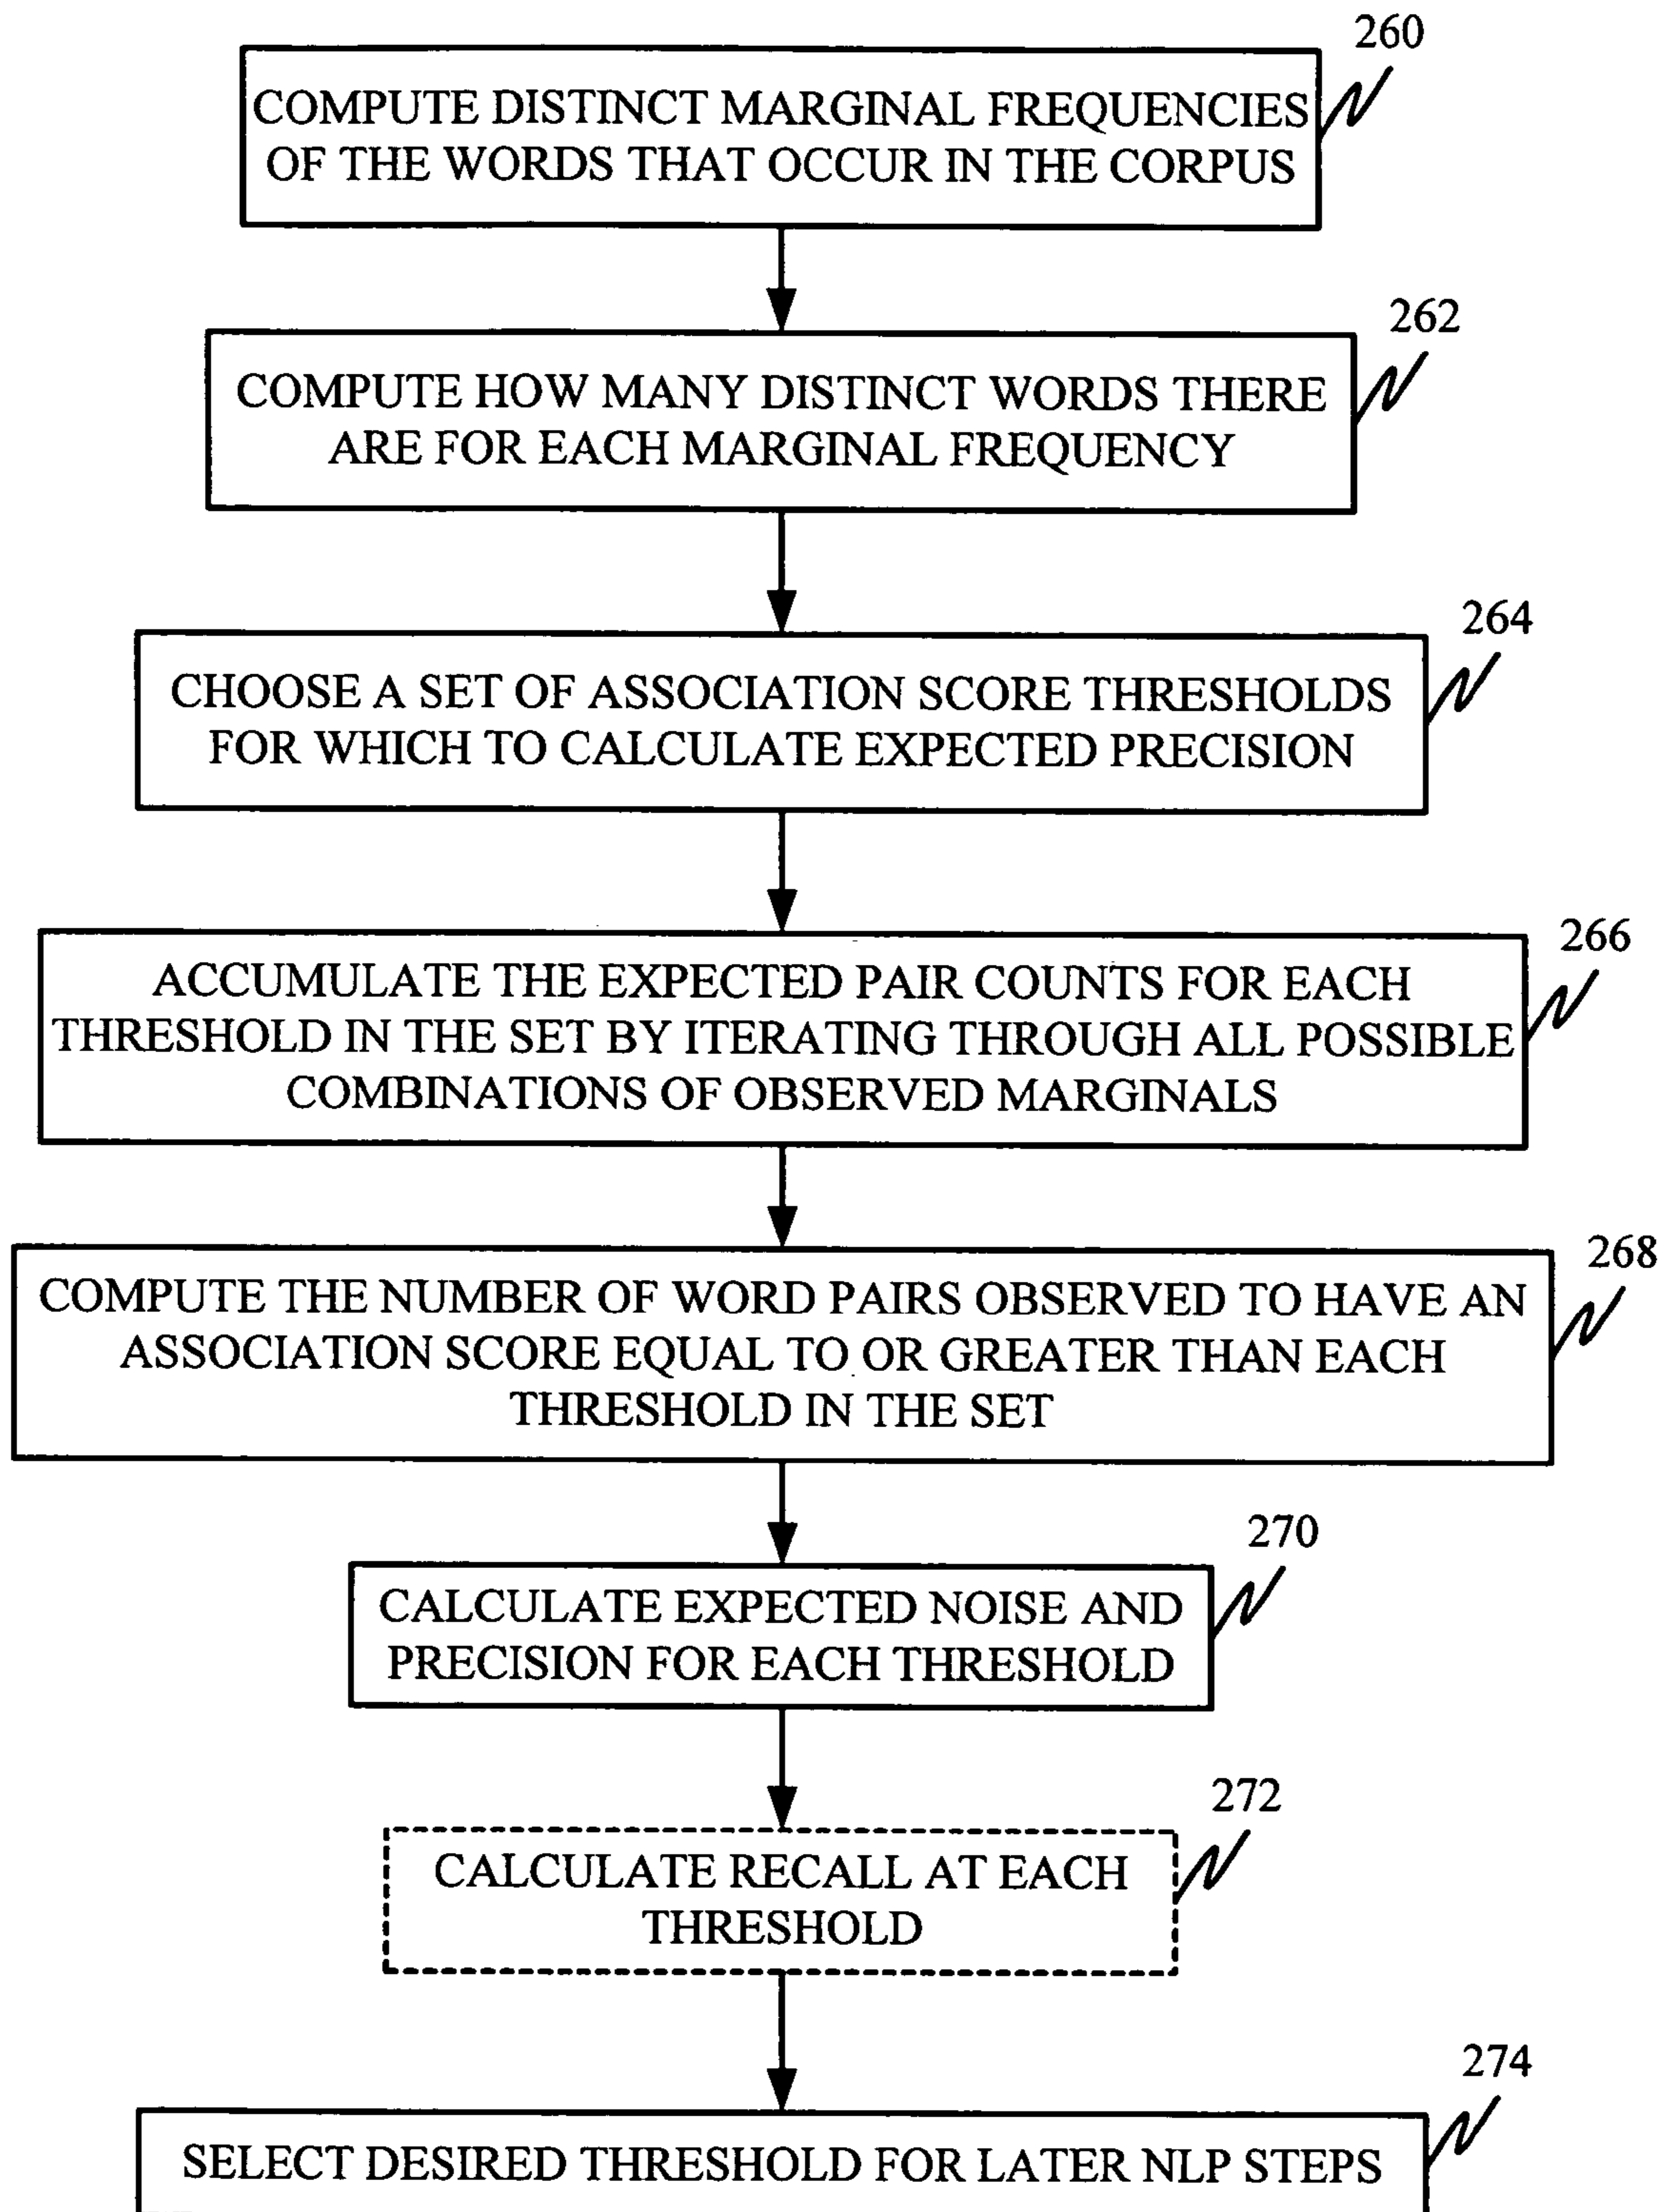 260
COMPUTE DISTINCT MARGINAL FREQUENCIES
OF THE WORDS THAT OCCUR IN THE CORPUS
262
COMPUTE HOW MANY DISTINCT WORDS THERE
ARE FOR EACH MARGINAL FREQUENCY
264
CHOOSE A SET OF ASSOCIATION SCORE THRESHOLDS
FOR WHICH TO CALCULATE EXPECTED PRECISION
266
ACCUMULATE THE EXPECTED PAIR COUNTS FOR EACH
THRESHOLD IN THE SET BY ITERATING THROUGH ALL POSSIBLE
COMBINATIONS OF OBSERVED MARGINALS
268
COMPUTE THE NUMBER OF WORD PAIRS OBSERVED TO HAVE AN
ASSOCIATION SCORE EQUAL TO OR GREATER THAN EACH
THRESHOLD IN THE SET
270
CALCULATE EXPECTED NOISE AND
PRECISION FOR EACH THRESHOLD
272
CALCULATE RECALL AT EACH
THRESHOLD
274
SELECT DESIRED THRESHOLD FOR LATER NLP STEPS